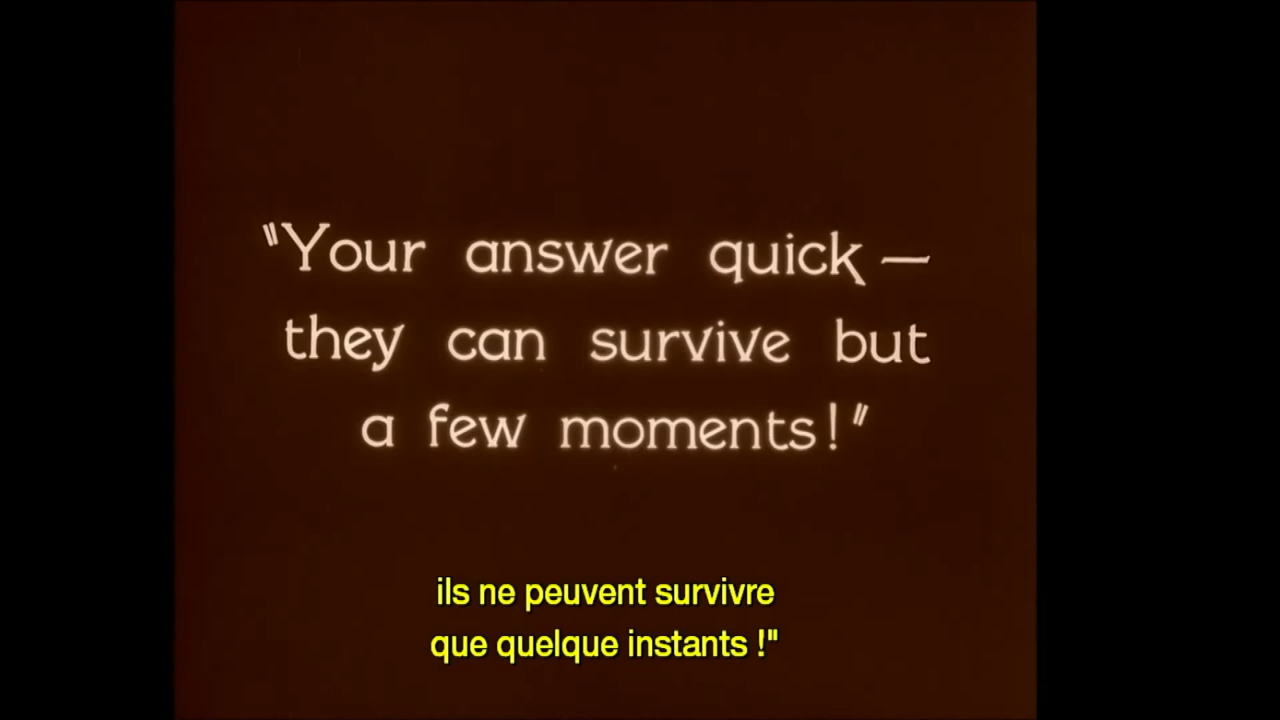 "Your answer quick —
they can survive but
a few moments!"
ils ne peuvent survivre
que quelque instants !"